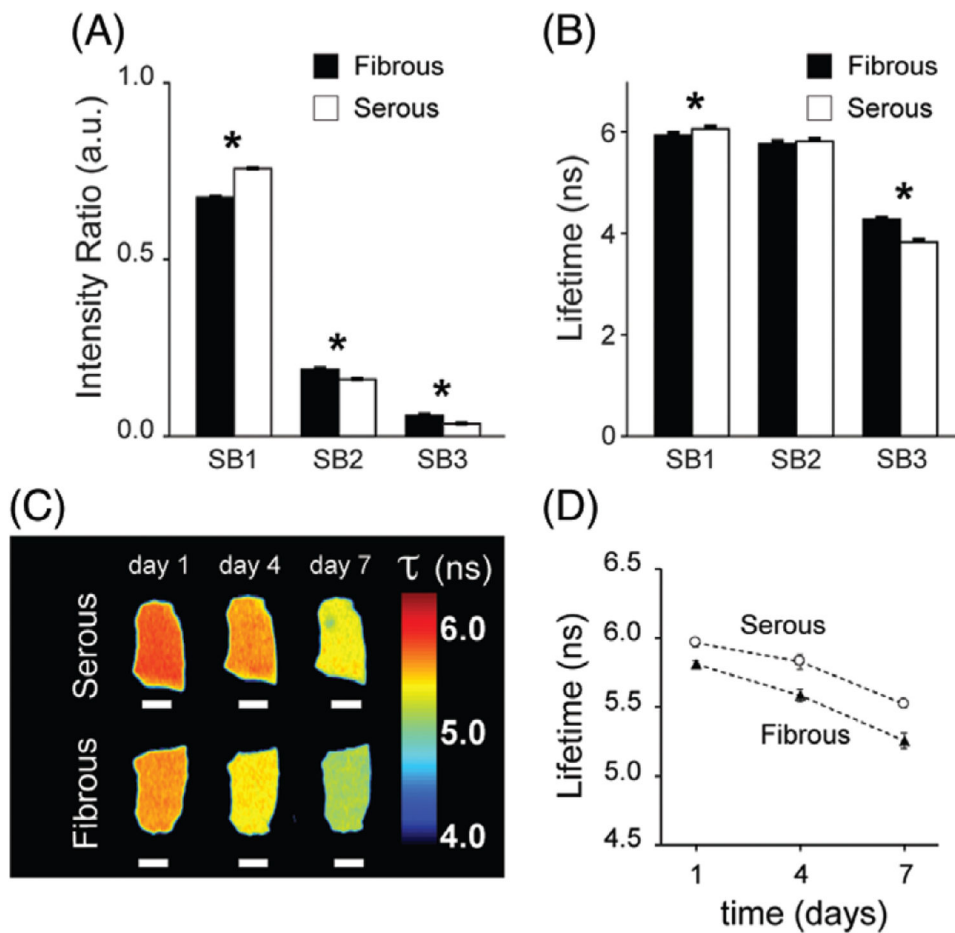 (A)
Fibrous
Serous
Intensity Ratio (a.u.)
1.0
0.5
0.0
*
*
*
SB1 SB2 SB3
(B)
Fibrous
Serous
Lifetime (ns)
6
4
2
0
*
*
SB1 SB2 SB3
(C)
day 1 day 4 day 7 τ (ns)
Serous
Fibrous
6.0
5.0
4.0
(D)
Lifetime (ns)
6.5
6.0
5.5
5.0
4.5
Serous
Fibrous
1 4 7
time (days)